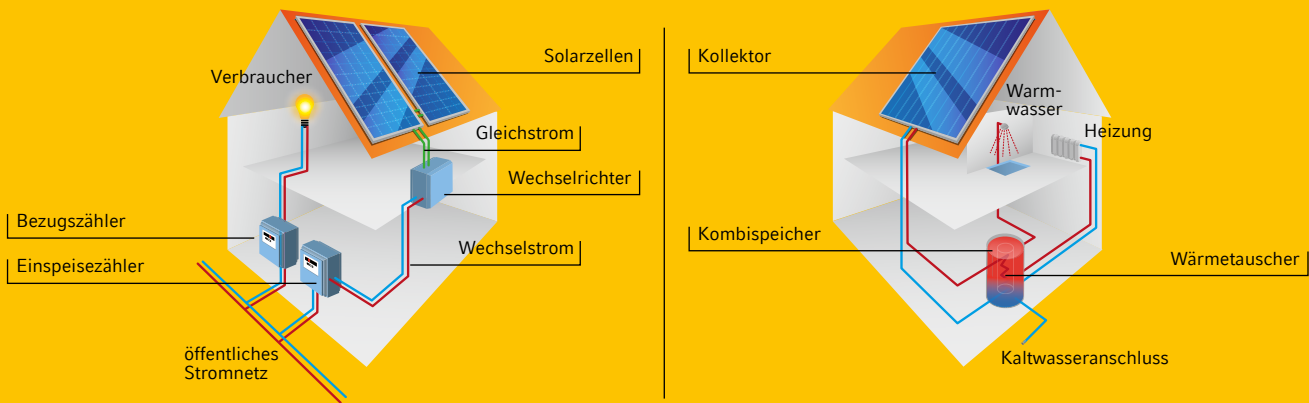 Verbraucher
Solarzellen
Gleichstrom
Wechselrichter
Bezugszähler
Wechselstrom
Einspeisezähler
öffentliches
Stromnetz
Kollektor
Warm-
wasser
Heizung
Kombispeicher
Wärmetauscher
Kaltwasseranschluss